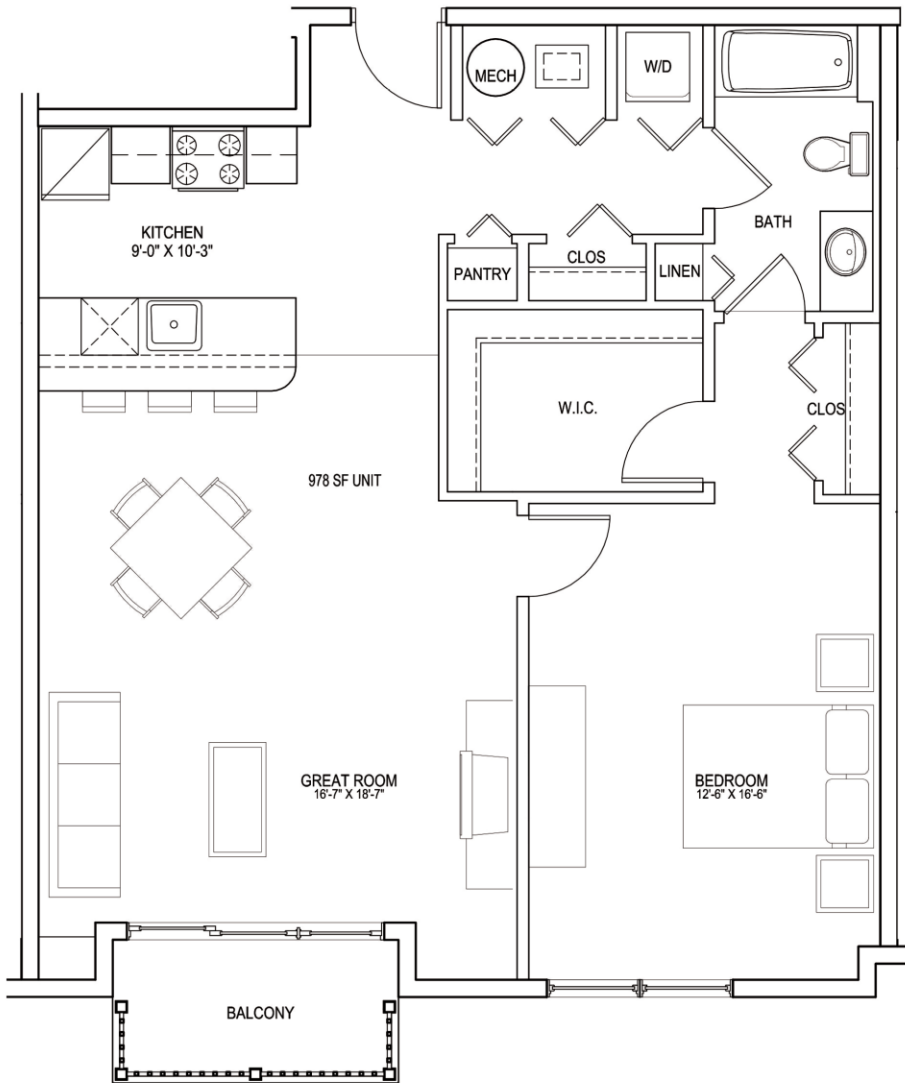 MECH
W/D
KITCHEN
9'-0" X 10'-3"
BATH
PANTRY
CLOS
LINEN
W.I.C.
CLOS
978 SF UNIT
GREAT ROOM
16'-7" X 18'-7"
BEDROOM
12'-6" X 16'-6"
BALCONY